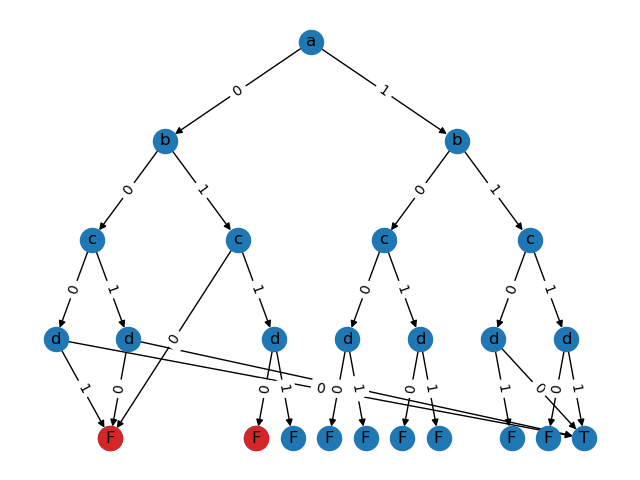 a
0 1
b b
0 1 0 1
c c c c
0 1 0 1 0 1 0 1
d d d d d d d
1 0 0 1 0 0 1 0 1 1 0 0 1
F F F F F F F F F T